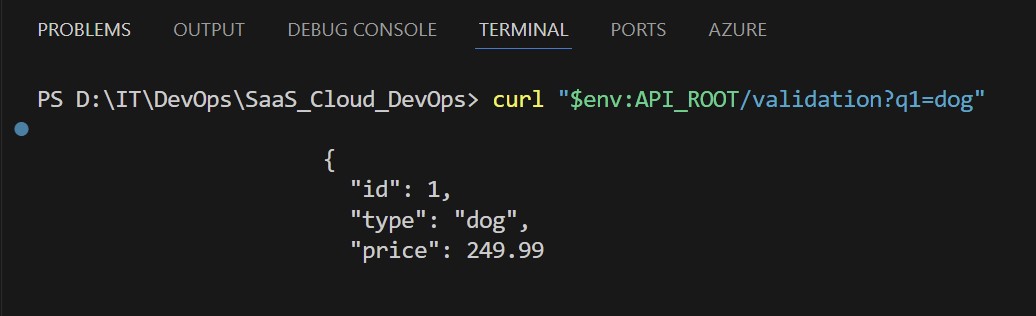 PROBLEMS OUTPUT DEBUG CONSOLE TERMINAL PORTS AZURE
PS D:\IT\DevOps\SaaS_Cloud_DevOps> curl "$env:API_ROOT/validation?q1=dog"
{
"id": 1,
"type": "dog",
"price": 249.99